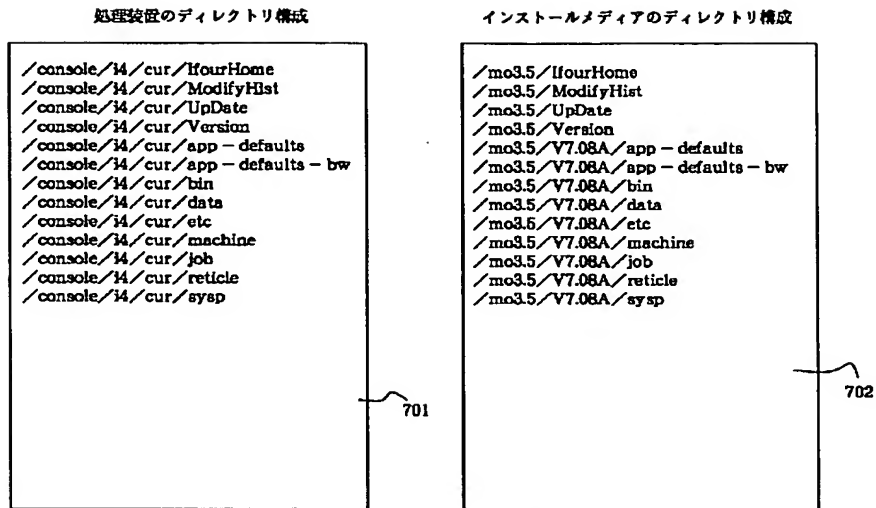 処理装置のディレクトリ構成
／console／i4／cur／IfourHome
／console／i4／cur／ModifyHist
／console／i4／cur／UpDate
／console／i4／cur／Version
／console／i4／cur／app－defaults
／console／i4／cur／app－defaults－bw
／console／i4／cur／bin
／console／i4／cur／data
／console／i4／cur／etc
／console／i4／cur／machine
／console／i4／cur／job
／console／i4／cur／reticle
／console／i4／cur／sysp
701
インストールメディアのディレクトリ構成
／mo3.5／IfourHome
／mo3.5／ModifyHist
／mo3.5／UpDate
／mo3.5／Version
／mo3.5／V7.08A／app－defaults
／mo3.5／V7.08A／app－defaults－bw
／mo3.5／V7.08A／bin
／mo3.5／V7.08A／data
／mo3.5／V7.08A／etc
／mo3.5／V7.08A／machine
／mo3.5／V7.08A／job
／mo3.5／V7.08A／reticle
／mo3.5／V7.08A／sysp
702